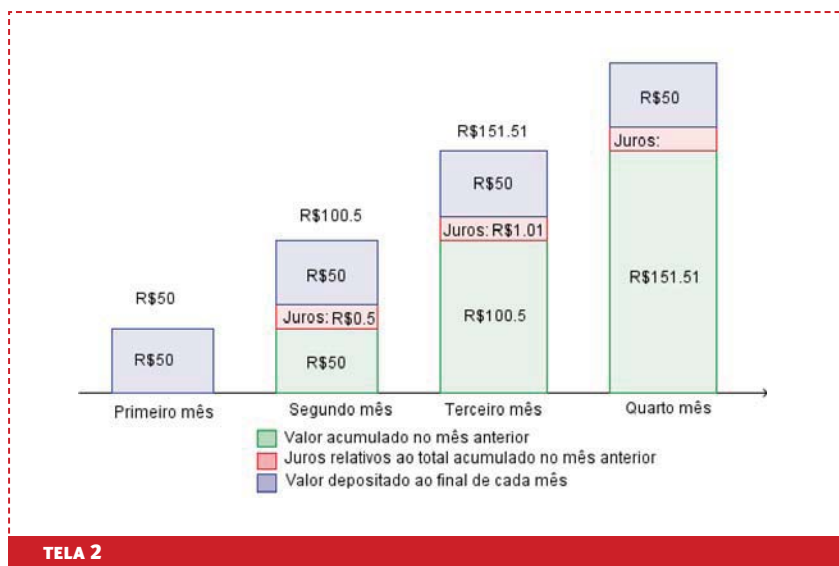 R$50
R$50
Primeiro mês
R$100.5
R$50
Juros: R$0.5
R$50
Segundo mês
R$151.51
R$50
Juros: R$1.01
R$100.5
Terceiro mês
R$50
Juros:
R$151.51
Quarto mês
Valor acumulado no mês anterior
Juros relativos ao total acumulado no mês anterior
Valor depositado ao final de cada mês
TELA 2